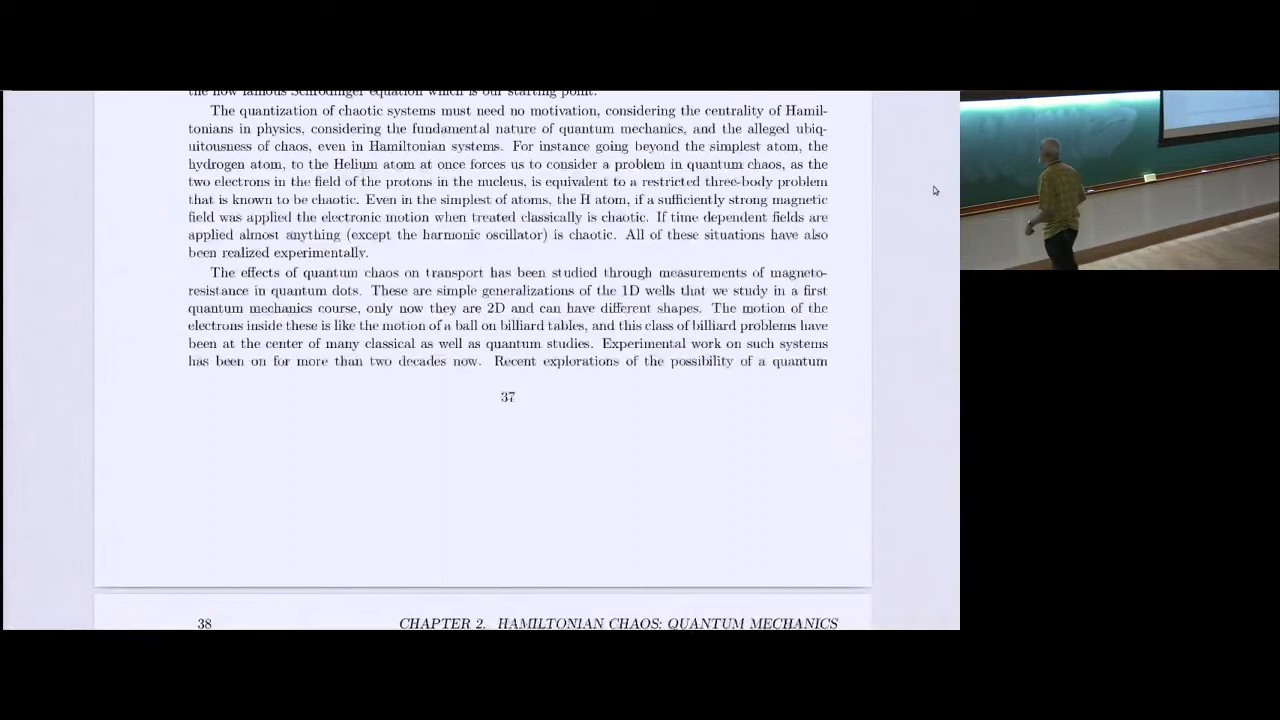 the now famous Schrodinger equation which is our starting point.
The quantization of chaotic systems must need no motivation, considering the centrality of Hamil-
tonians in physics, considering the fundamental nature of quantum mechanics, and the alleged ubiq-
uitousness of chaos, even in Hamiltonian systems. For instance going beyond the simplest atom, the
hydrogen atom, to the Helium atom at once forces us to consider a problem in quantum chaos, as the
two electrons in the field of the protons in the nucleus, is equivalent to a restricted three-body problem
that is known to be chaotic. Even in the simplest of atoms, the H atom, if a sufficiently strong magnetic
field was applied the electronic motion when treated classically is chaotic. If time dependent fields are
applied almost anything (except the harmonic oscillator) is chaotic. All of these situations have also
been realized experimentally.
The effects of quantum chaos on transport has been studied through measurements of magneto-
resistance in quantum dots. These are simple generalizations of the 1D wells that we study in a first
quantum mechanics course, only now they are 2D and can have different shapes. The motion of the
electrons inside these is like the motion of a ball on billiard tables, and this class of billiard problems have
been at the center of many classical as well as quantum studies. Experimental work on such systems
has been on for more than two decades now. Recent explorations of the possibility of a quantum
37
38 CHAPTER 2. HAMILTONIAN CHAOS: QUANTUM MECHANICS